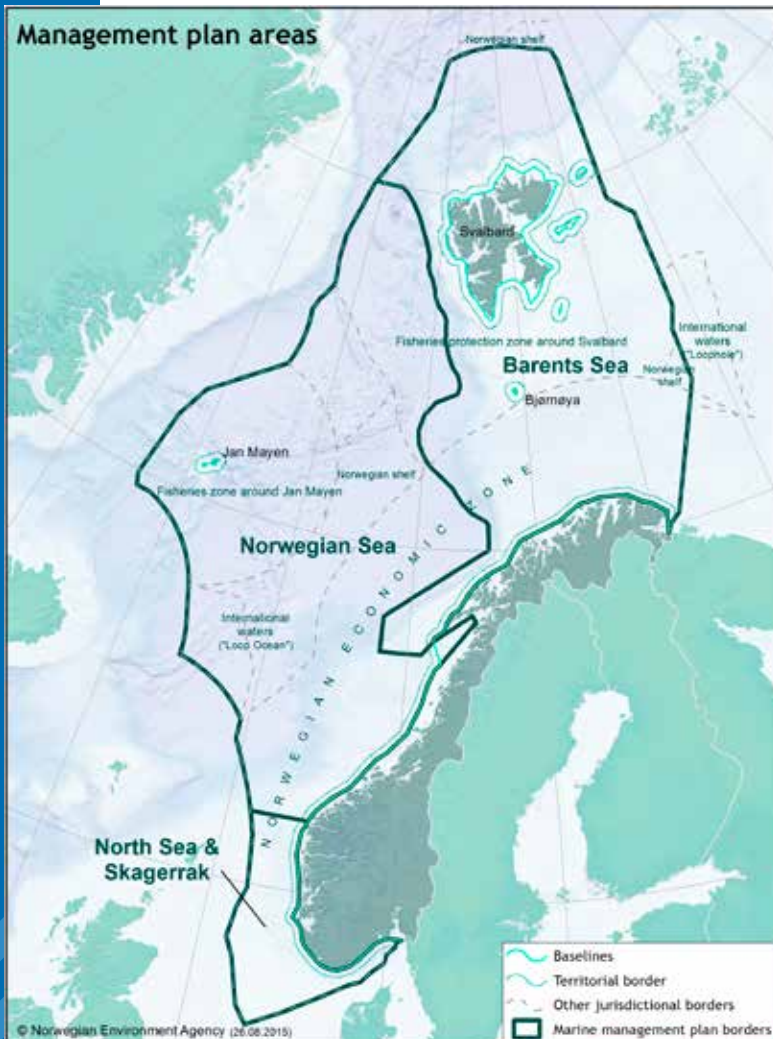 Management plan areas
Norwegian shelf
Svalbard
Fisheries protection zone around Svalbard
International
waters
("Loophole")
Barents Sea
Norwegian
shelf
Bjørnøya
Jan Mayen
Norwegian shelf
Fisheries zone around Jan Mayen
Norwegian Sea
NORWEGIAN ECONOMIC ZONE
International
waters
("Loop Ocean")
North Sea &
Skagerrak
Baselines
Territorial border
Other jurisdictional borders
Marine management plan borders
© Norwegian Environment Agency (26.08.2015)